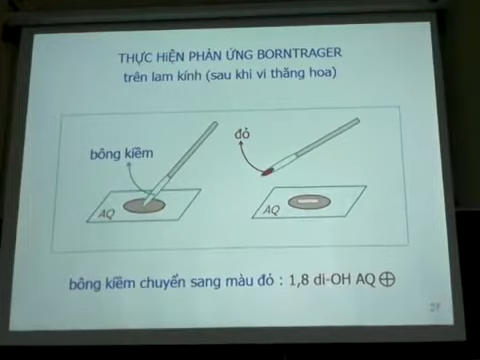 THỰC HIỆN PHẢN ỨNG BORNTRAGER
trên lam kính (sau khi vi thăng hoa)
bông kiềm
đỏ
AQ
AQ
bông kiềm chuyển sang màu đỏ : 1,8 di-OH AQ ⊕